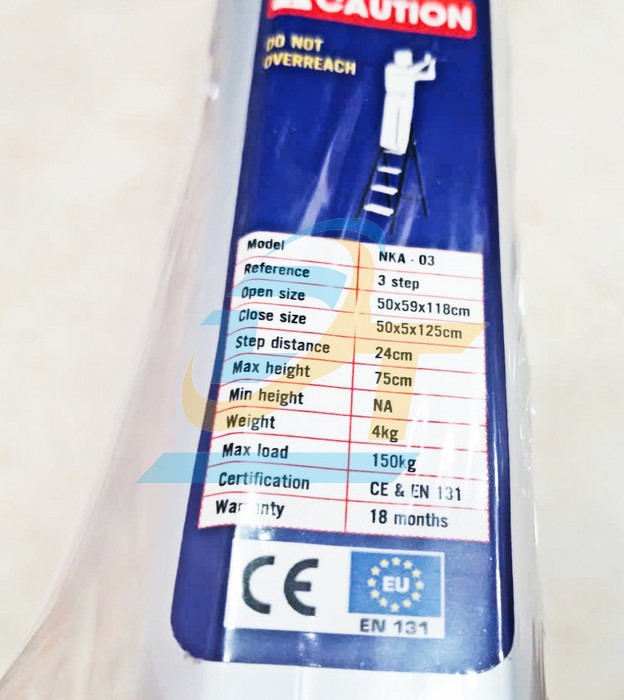 CAUTION
DO NOT
OVERREACH
Model NKA - 03
Reference 3 step
Open size 50x59x118cm
Close size 50x5x125cm
Step distance 24cm
Max height 75cm
Min height NA
Weight 4kg
Max load 150kg
Certification CE & EN 131
Warranty 18 months
CE EU
EN 131